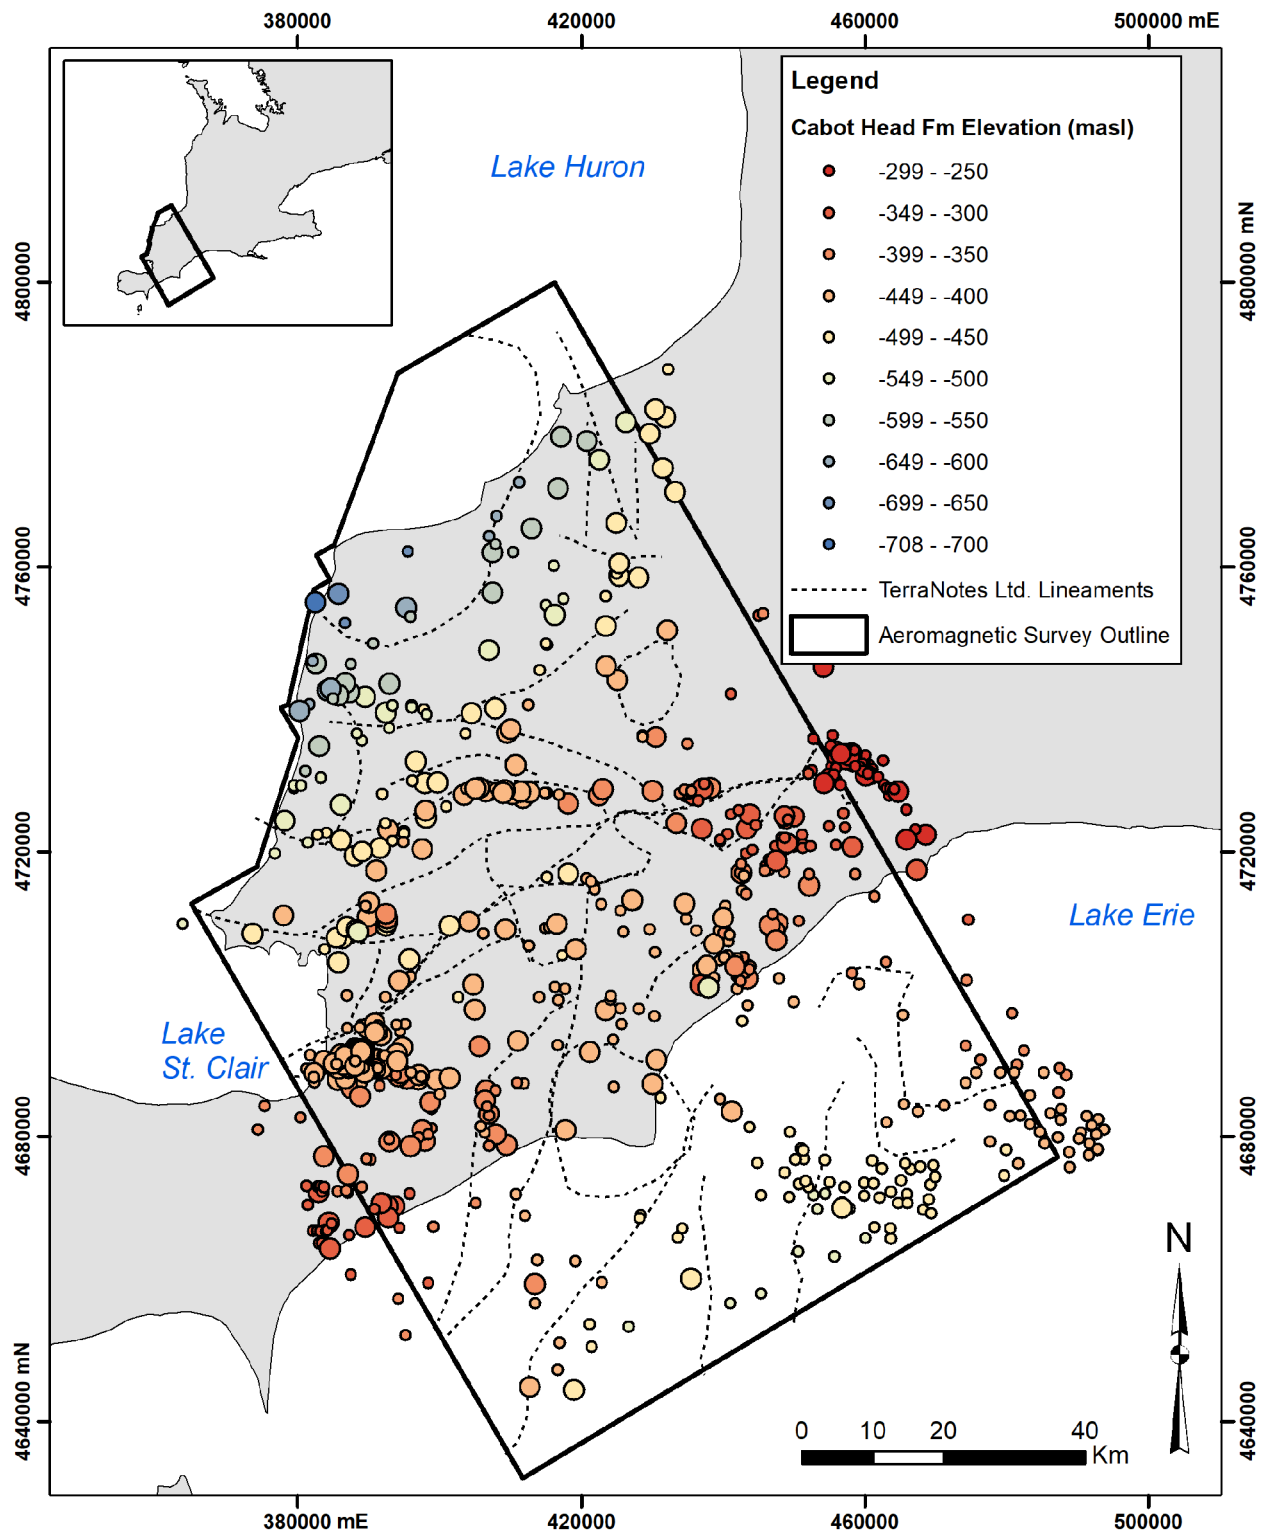 380000
420000
460000
500000 mE
Legend
Cabot Head Fm Elevation (masl)
-299 - -250
-349 - -300
-399 - -350
-449 - -400
-499 - -450
-549 - -500
-599 - -550
-649 - -600
-699 - -650
-708 - -700
TerraNotes Ltd. Lineaments
Aeromagnetic Survey Outline
Lake Huron
4800000
4800000 mN
4760000
4760000
4720000
4720000
Lake Erie
Lake
St. Clair
4680000
4680000
N
4640000 mN
4640000
0 10 20 40
Km
380000 mE
420000
460000
500000